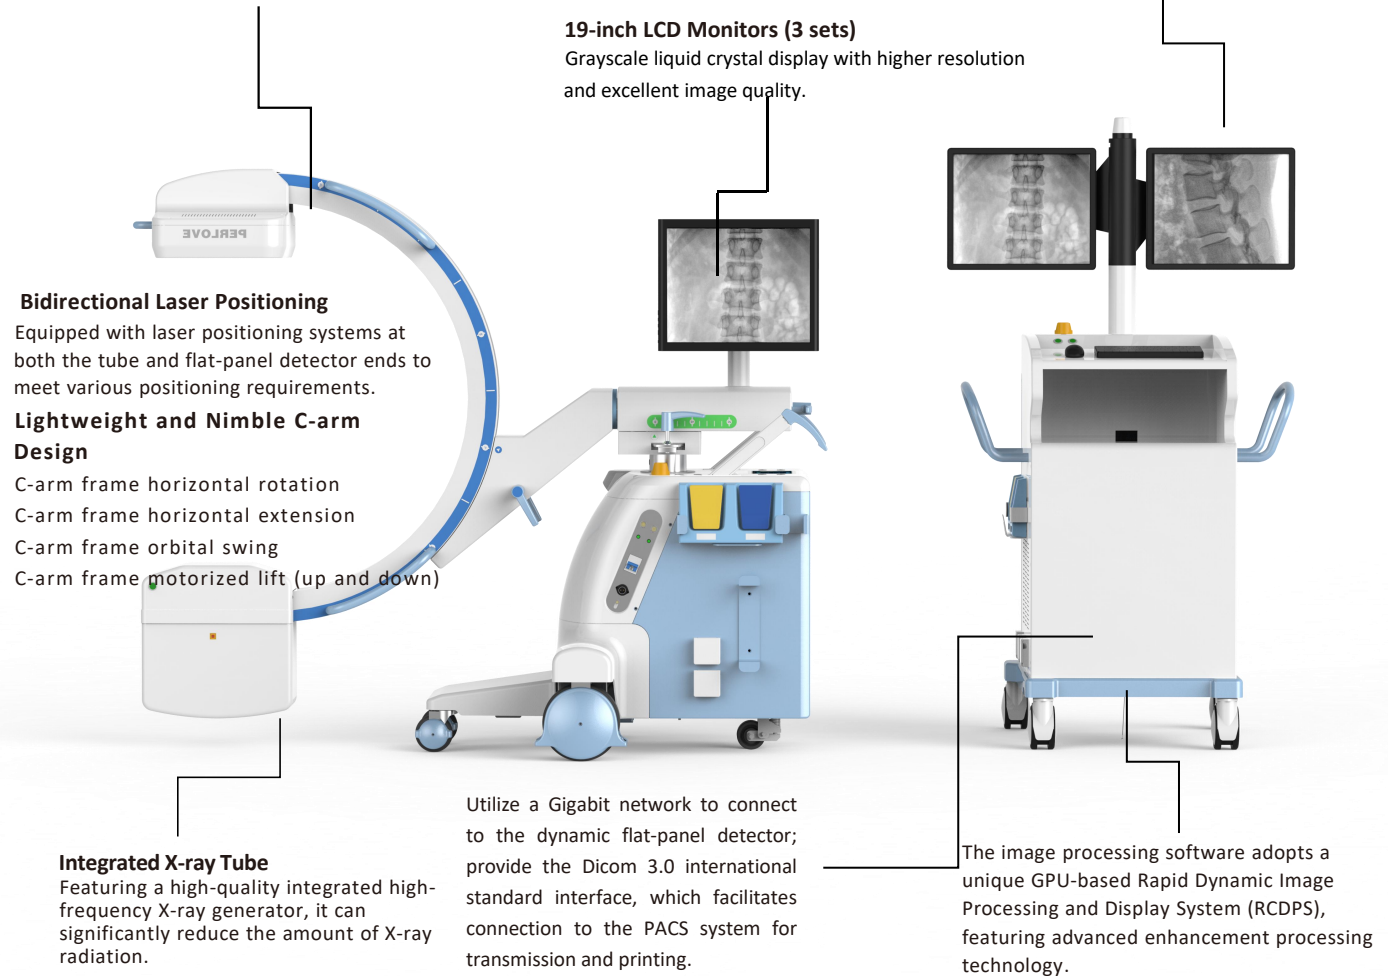 19-inch LCD Monitors (3 sets)
Grayscale liquid crystal display with higher resolution
and excellent image quality.
PERLOVE
Bidirectional Laser Positioning
Equipped with laser positioning systems at
both the tube and flat-panel detector ends to
meet various positioning requirements.
Lightweight and Nimble C-arm
Design
C-arm frame horizontal rotation
C-arm frame horizontal extension
C-arm frame orbital swing
C-arm frame motorized lift (up and down)
Integrated X-ray Tube
Featuring a high-quality integrated high-
frequency X-ray generator, it can
significantly reduce the amount of X-ray
radiation.
Utilize a Gigabit network to connect
to the dynamic flat-panel detector;
provide the Dicom 3.0 international
standard interface, which facilitates
connection to the PACS system for
transmission and printing.
The image processing software adopts a
unique GPU-based Rapid Dynamic Image
Processing and Display System (RCDPS),
featuring advanced enhancement processing
technology.